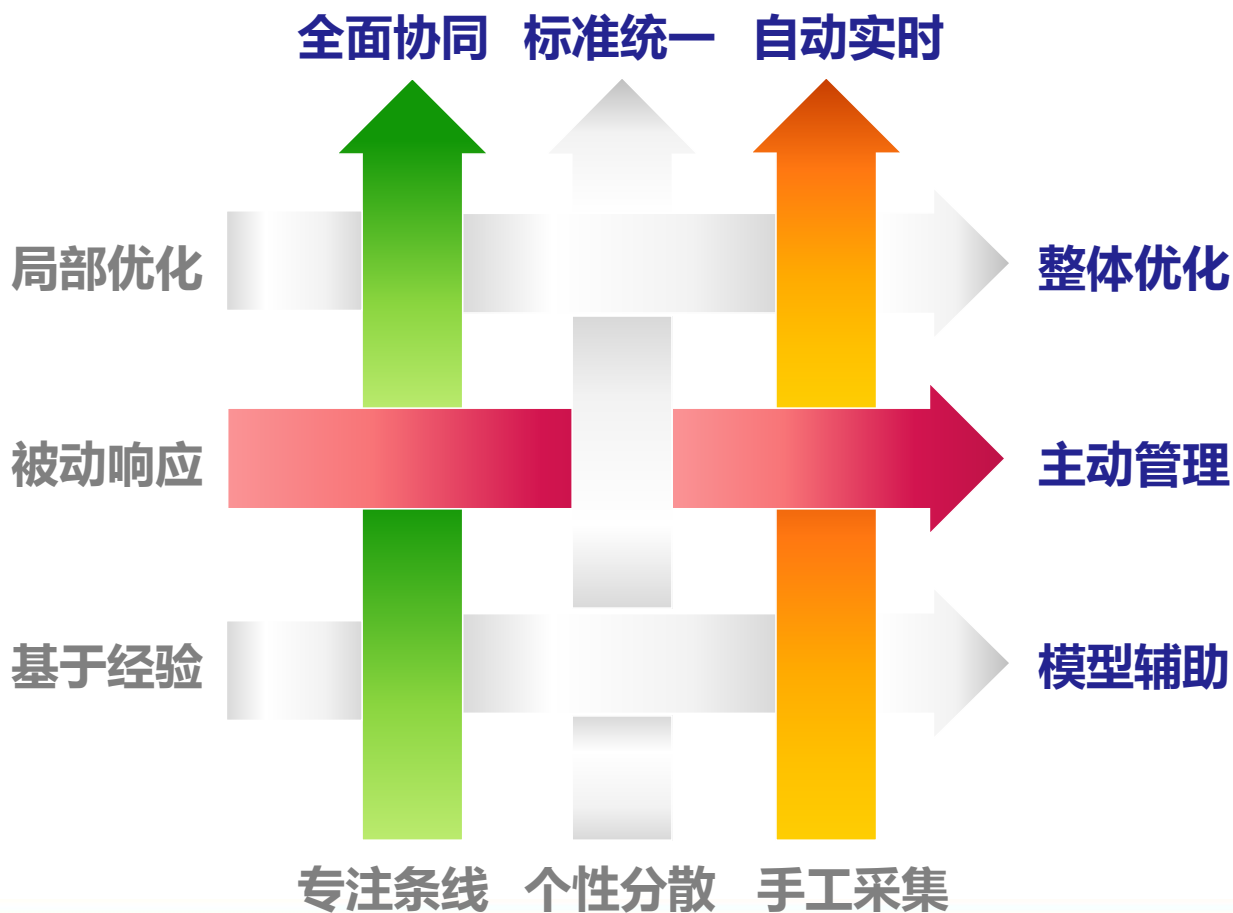 全面协同 标准统一 自动实时
局部优化 整体优化
被动响应 主动管理
基于经验 模型辅助
专注条线 个性分散 手工采集